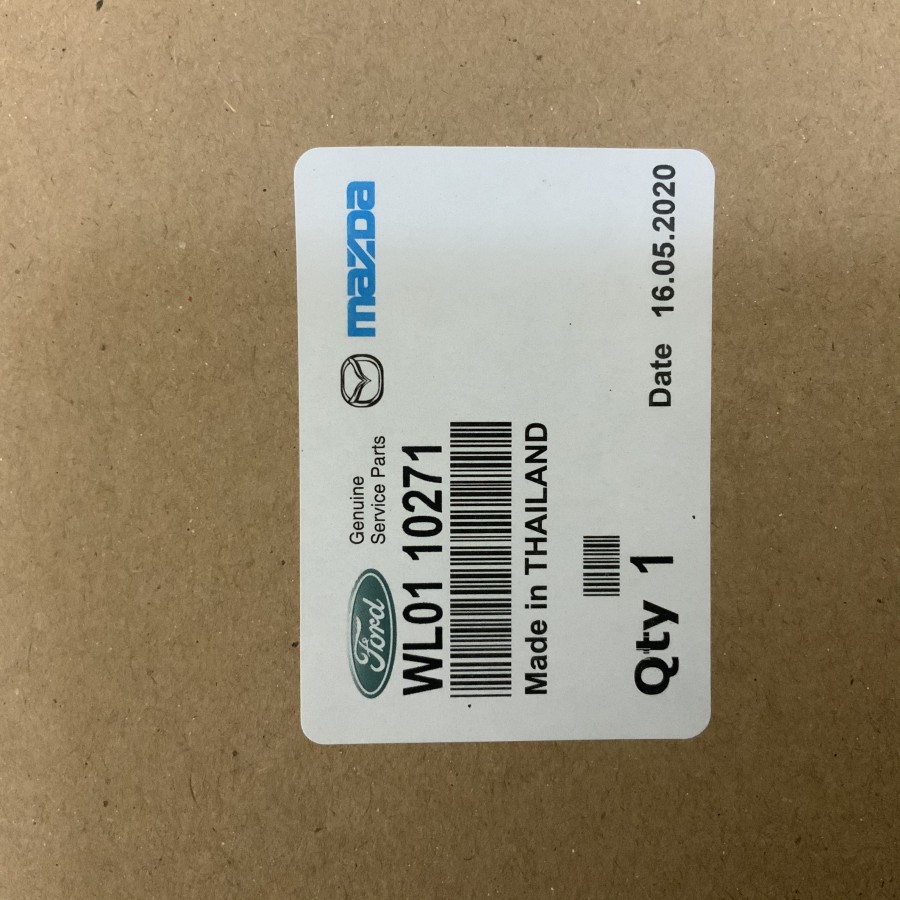 Ford
Genuine
Service Parts
mazda
WL01 10271
Made in THAILAND
Qty 1
Date 16.05.2020